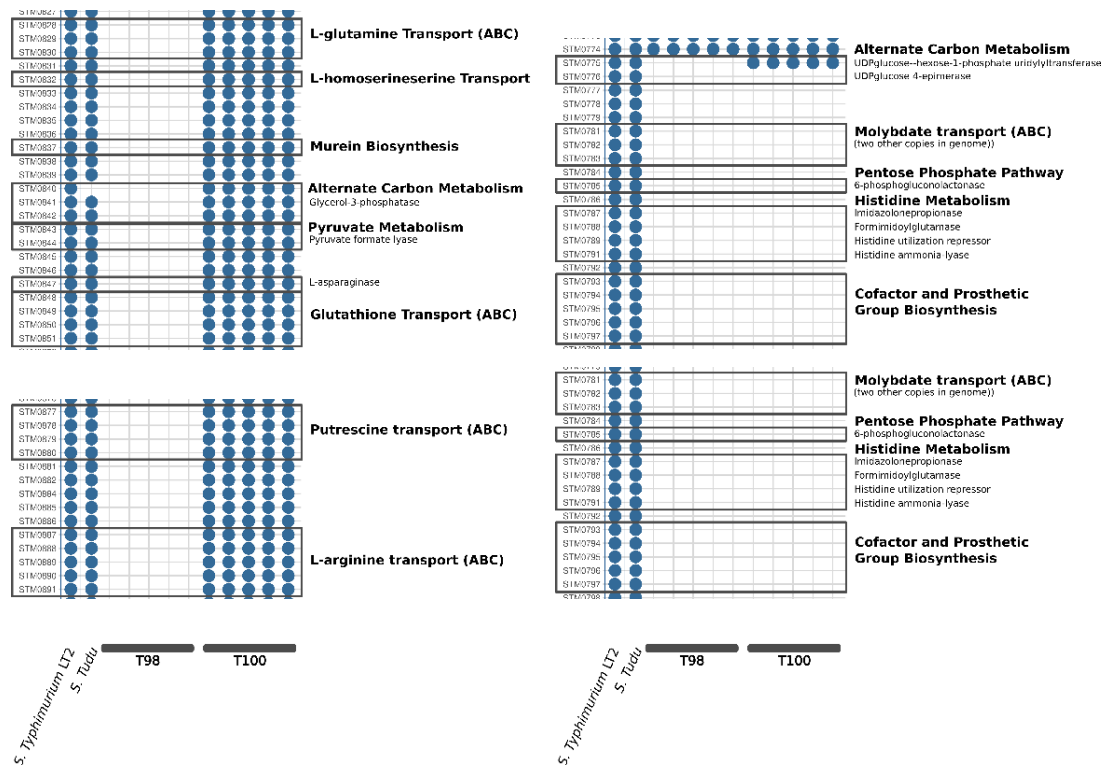 STM0827
STM0828
STM0829
STM0830
L-glutamine Transport (ABC)
STM0831
STM0832
L-homoserineserine Transport
STM0833
STM0834
STM0835
STM0836
STM0837
Murein Biosynthesis
STM0838
STM0839
STM0840
Alternate Carbon Metabolism
STM0841
Glycerol-3-phosphatase
STM0842
STM0843
Pyruvate Metabolism
STM0844
Pyruvate formate lyase
STM0845
STM0846
STM0847
L-asparaginase
STM0848
STM0849
STM0850
STM0851
Glutathione Transport (ABC)
STM0877
STM0878
STM0879
STM0880
Putrescine transport (ABC)
STM0881
STM0882
STM0884
STM0885
STM0886
STM0887
STM0888
STM0889
STM0890
STM0891
L-arginine transport (ABC)
S. Typhimurium LT2
S. Tudu
T98
T100
STM0774
Alternate Carbon Metabolism
STM0775
UDPglucose--hexose-1-phosphate uridylyltransferase
STM0776
UDPglucose 4-epimerase
STM0777
STM0778
STM0779
STM0781
Molybdate transport (ABC)
STM0782
(two other copies in genome))
STM0783
STM0784
Pentose Phosphate Pathway
STM0785
6-phosphogluconolactonase
STM0786
Histidine Metabolism
STM0787
Imidazolonepropionase
STM0788
Formimidoylglutamase
STM0789
Histidine utilization repressor
STM0791
Histidine ammonia-lyase
STM0792
STM0793
STM0794
Cofactor and Prosthetic
STM0795
Group Biosynthesis
STM0796
STM0797
STM0781
Molybdate transport (ABC)
STM0782
(two other copies in genome))
STM0783
STM0784
Pentose Phosphate Pathway
STM0785
6-phosphogluconolactonase
STM0786
Histidine Metabolism
STM0787
Imidazolonepropionase
STM0788
Formimidoylglutamase
STM0789
Histidine utilization repressor
STM0791
Histidine ammonia-lyase
STM0792
STM0793
STM0794
Cofactor and Prosthetic
STM0795
Group Biosynthesis
STM0796
STM0797
STM0798
S. Typhimurium LT2
S. Tudu
T98
T100